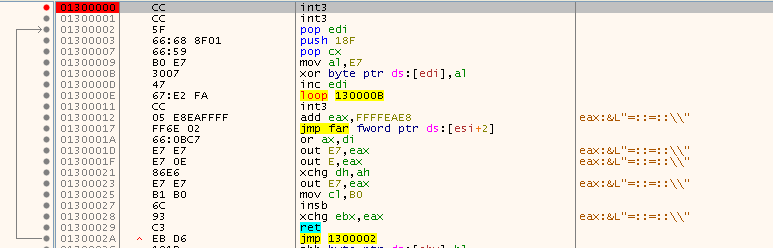 01300000 CC int3
01300001 CC int3
01300002 5F pop edi
01300003 66:68 8F01 push 18F
01300007 66:59 pop cx
01300009 B0 E7 mov al,E7
0130000B 3007 xor byte ptr ds:[edi],al
0130000D 47 inc edi
0130000E 67:E2 FA loop 130000B
01300011 CC int3
01300012 05 E8EAFFFF add eax,FFFFEAE8 eax:&L"=::=::\\"
01300017 FF6E 02 jmp far fword ptr ds:[esi+2]
0130001A 66:0BC7 or ax,di
0130001D E7 E7 out E7,eax eax:&L"=::=::\\"
0130001F E7 0E out E,eax eax:&L"=::=::\\"
01300021 86E6 xchg dh,ah
01300023 E7 E7 out E7,eax eax:&L"=::=::\\"
01300025 B1 B0 mov cl,B0
01300027 6C insb
01300028 93 xchg ebx,eax eax:&L"=::=::\\"
01300029 C3 ret
0130002A ^ EB D6 jmp 1300002